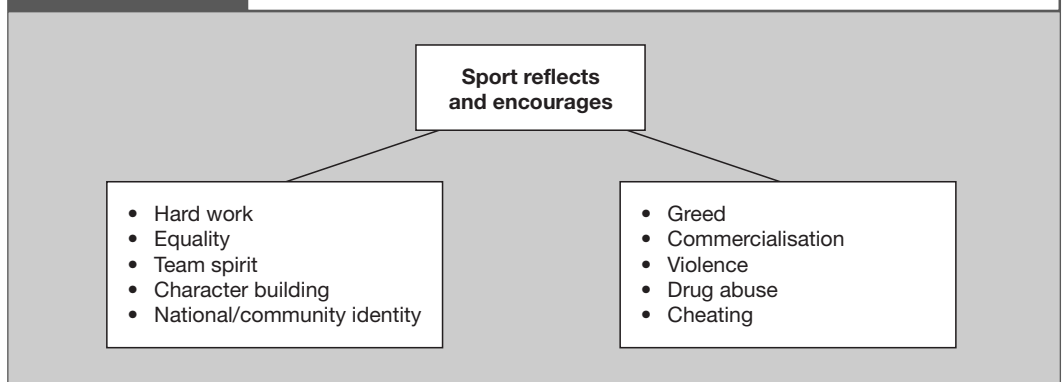 Sport reflects
and encourages
• Hard work
• Equality
• Team spirit
• Character building
• National/community identity
• Greed
• Commercialisation
• Violence
• Drug abuse
• Cheating